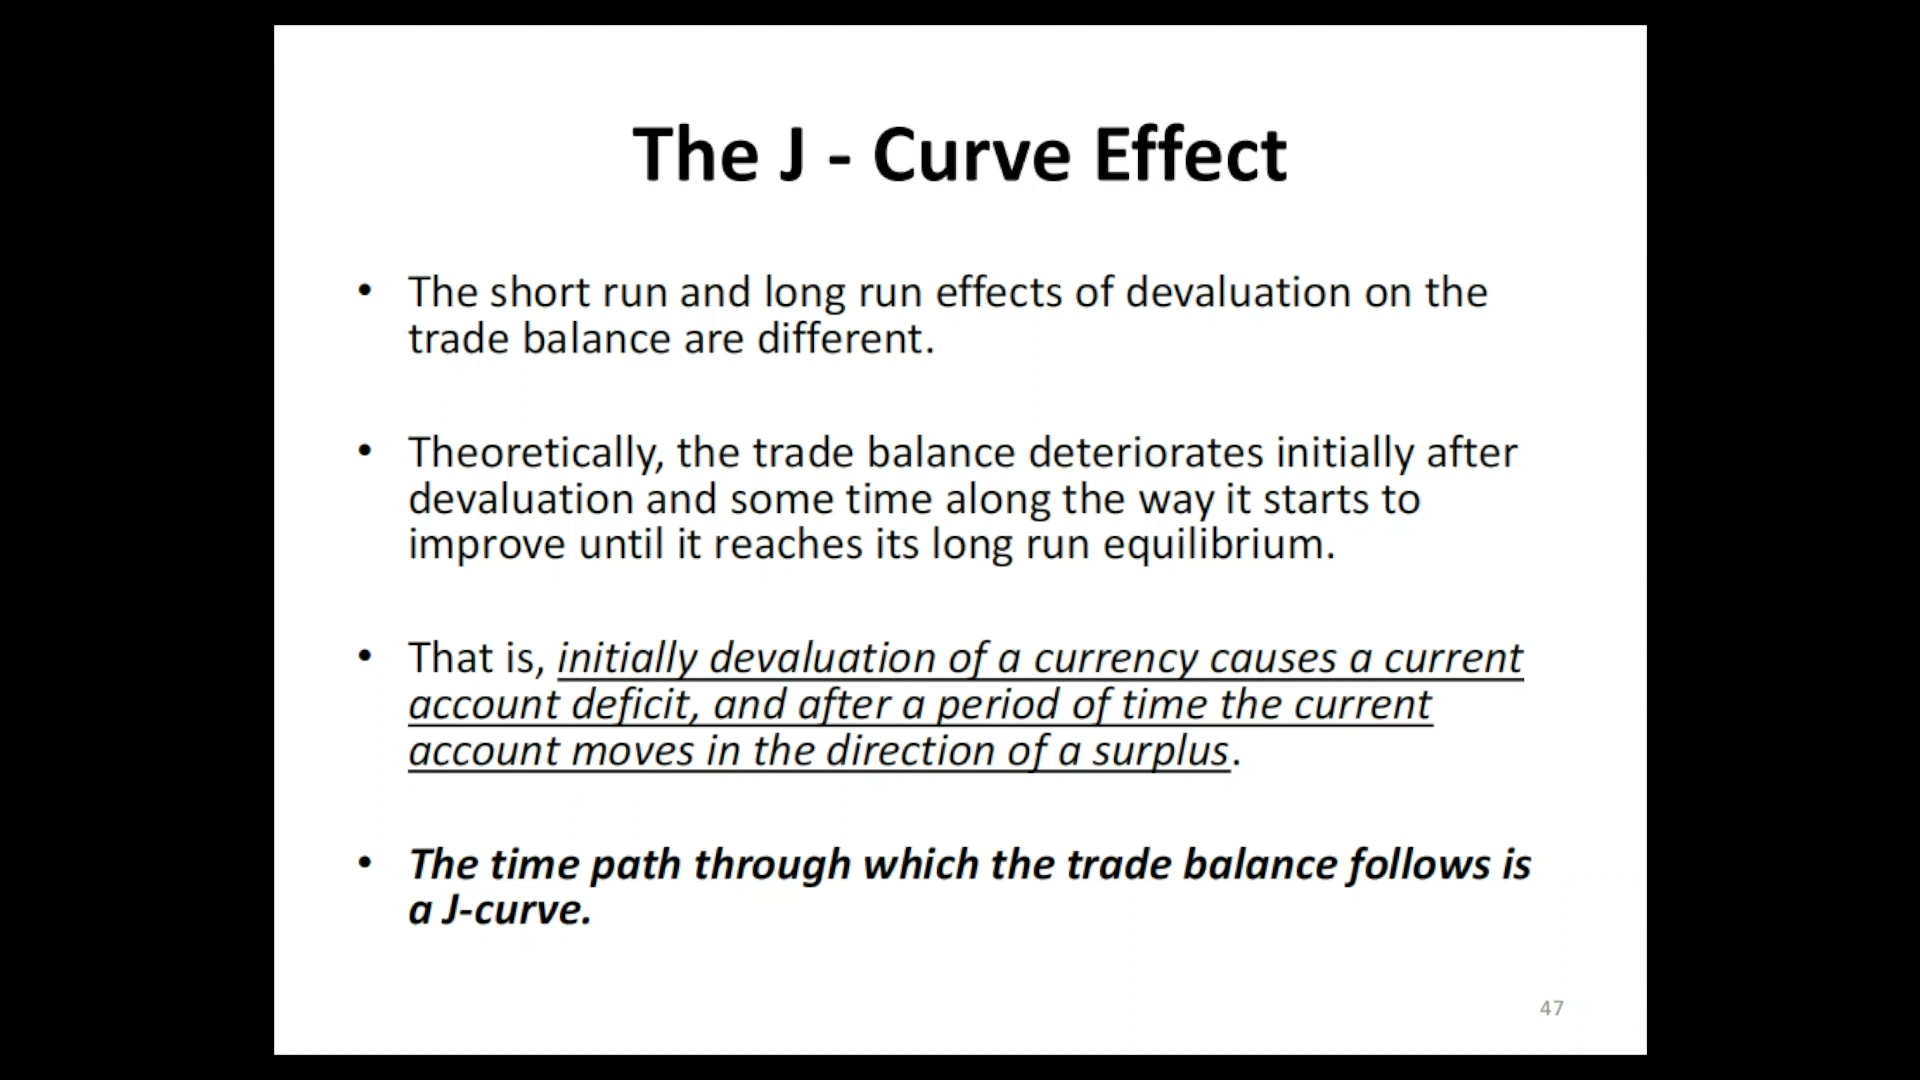 The J - Curve Effect
• The short run and long run effects of devaluation on the
trade balance are different.
• Theoretically, the trade balance deteriorates initially after
devaluation and some time along the way it starts to
improve until it reaches its long run equilibrium.
• That is, initially devaluation of a currency causes a current
account deficit, and after a period of time the current
account moves in the direction of a surplus.
• The time path through which the trade balance follows is
a J-curve.
47